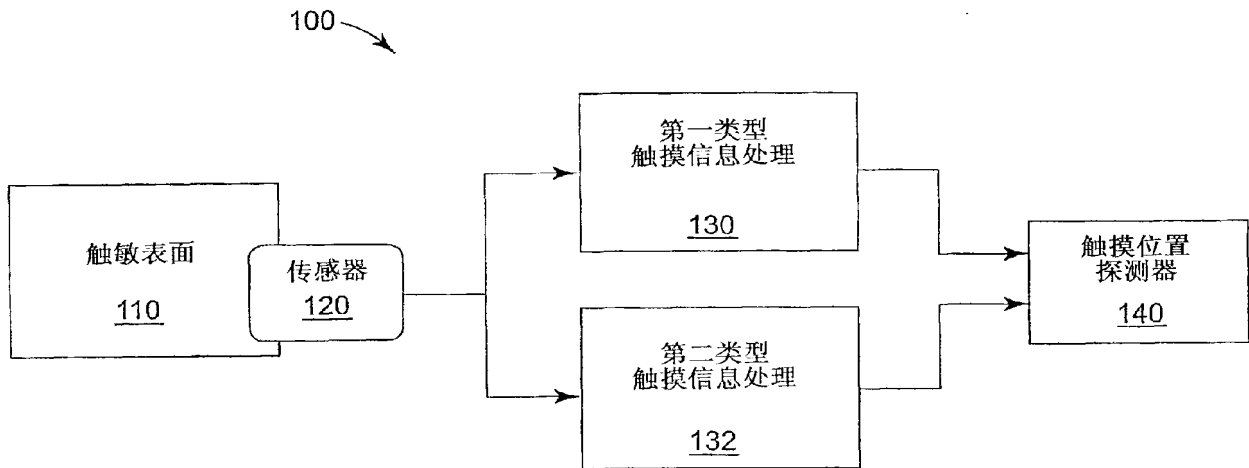 100
第一类型
触摸信息处理
130
触敏表面
110
传感器
120
触摸位置
探测器
140
第二类型
触摸信息处理
132